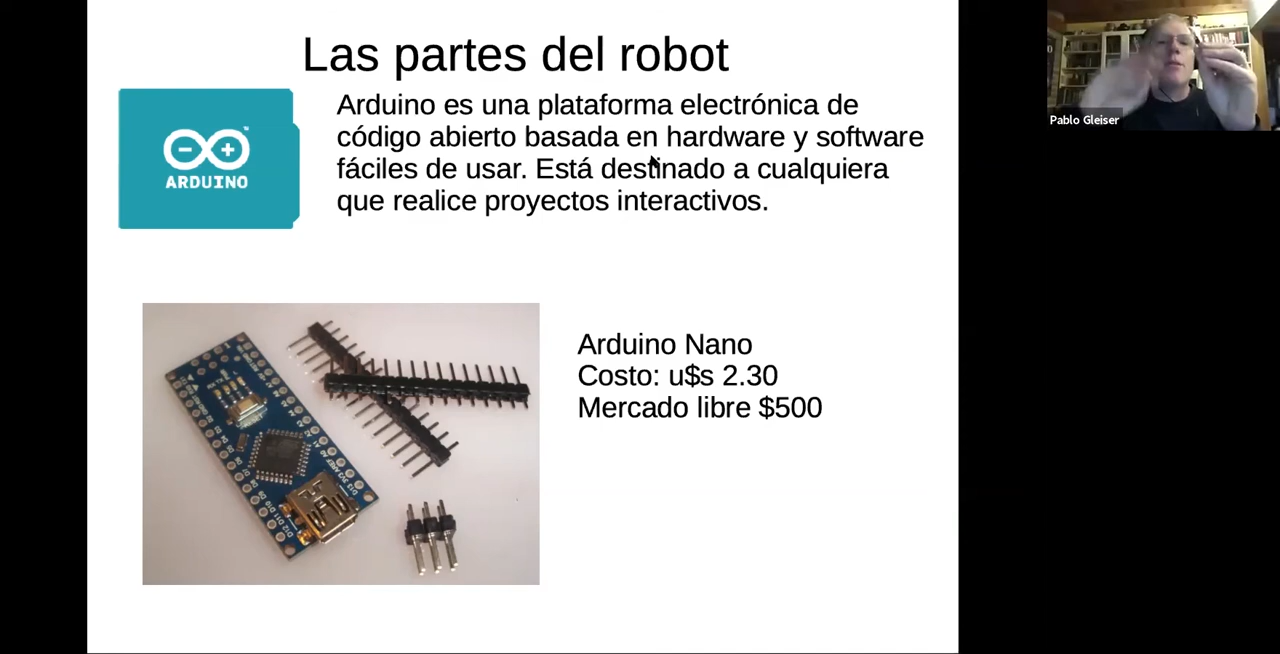 Las partes del robot
Arduino es una plataforma electrónica de
código abierto basada en hardware y software
fáciles de usar. Está destinado a cualquiera
que realice proyectos interactivos.
ARDUINO
Pablo Gleiser
Arduino Nano
Costo: u$s 2.30
Mercado libre $500